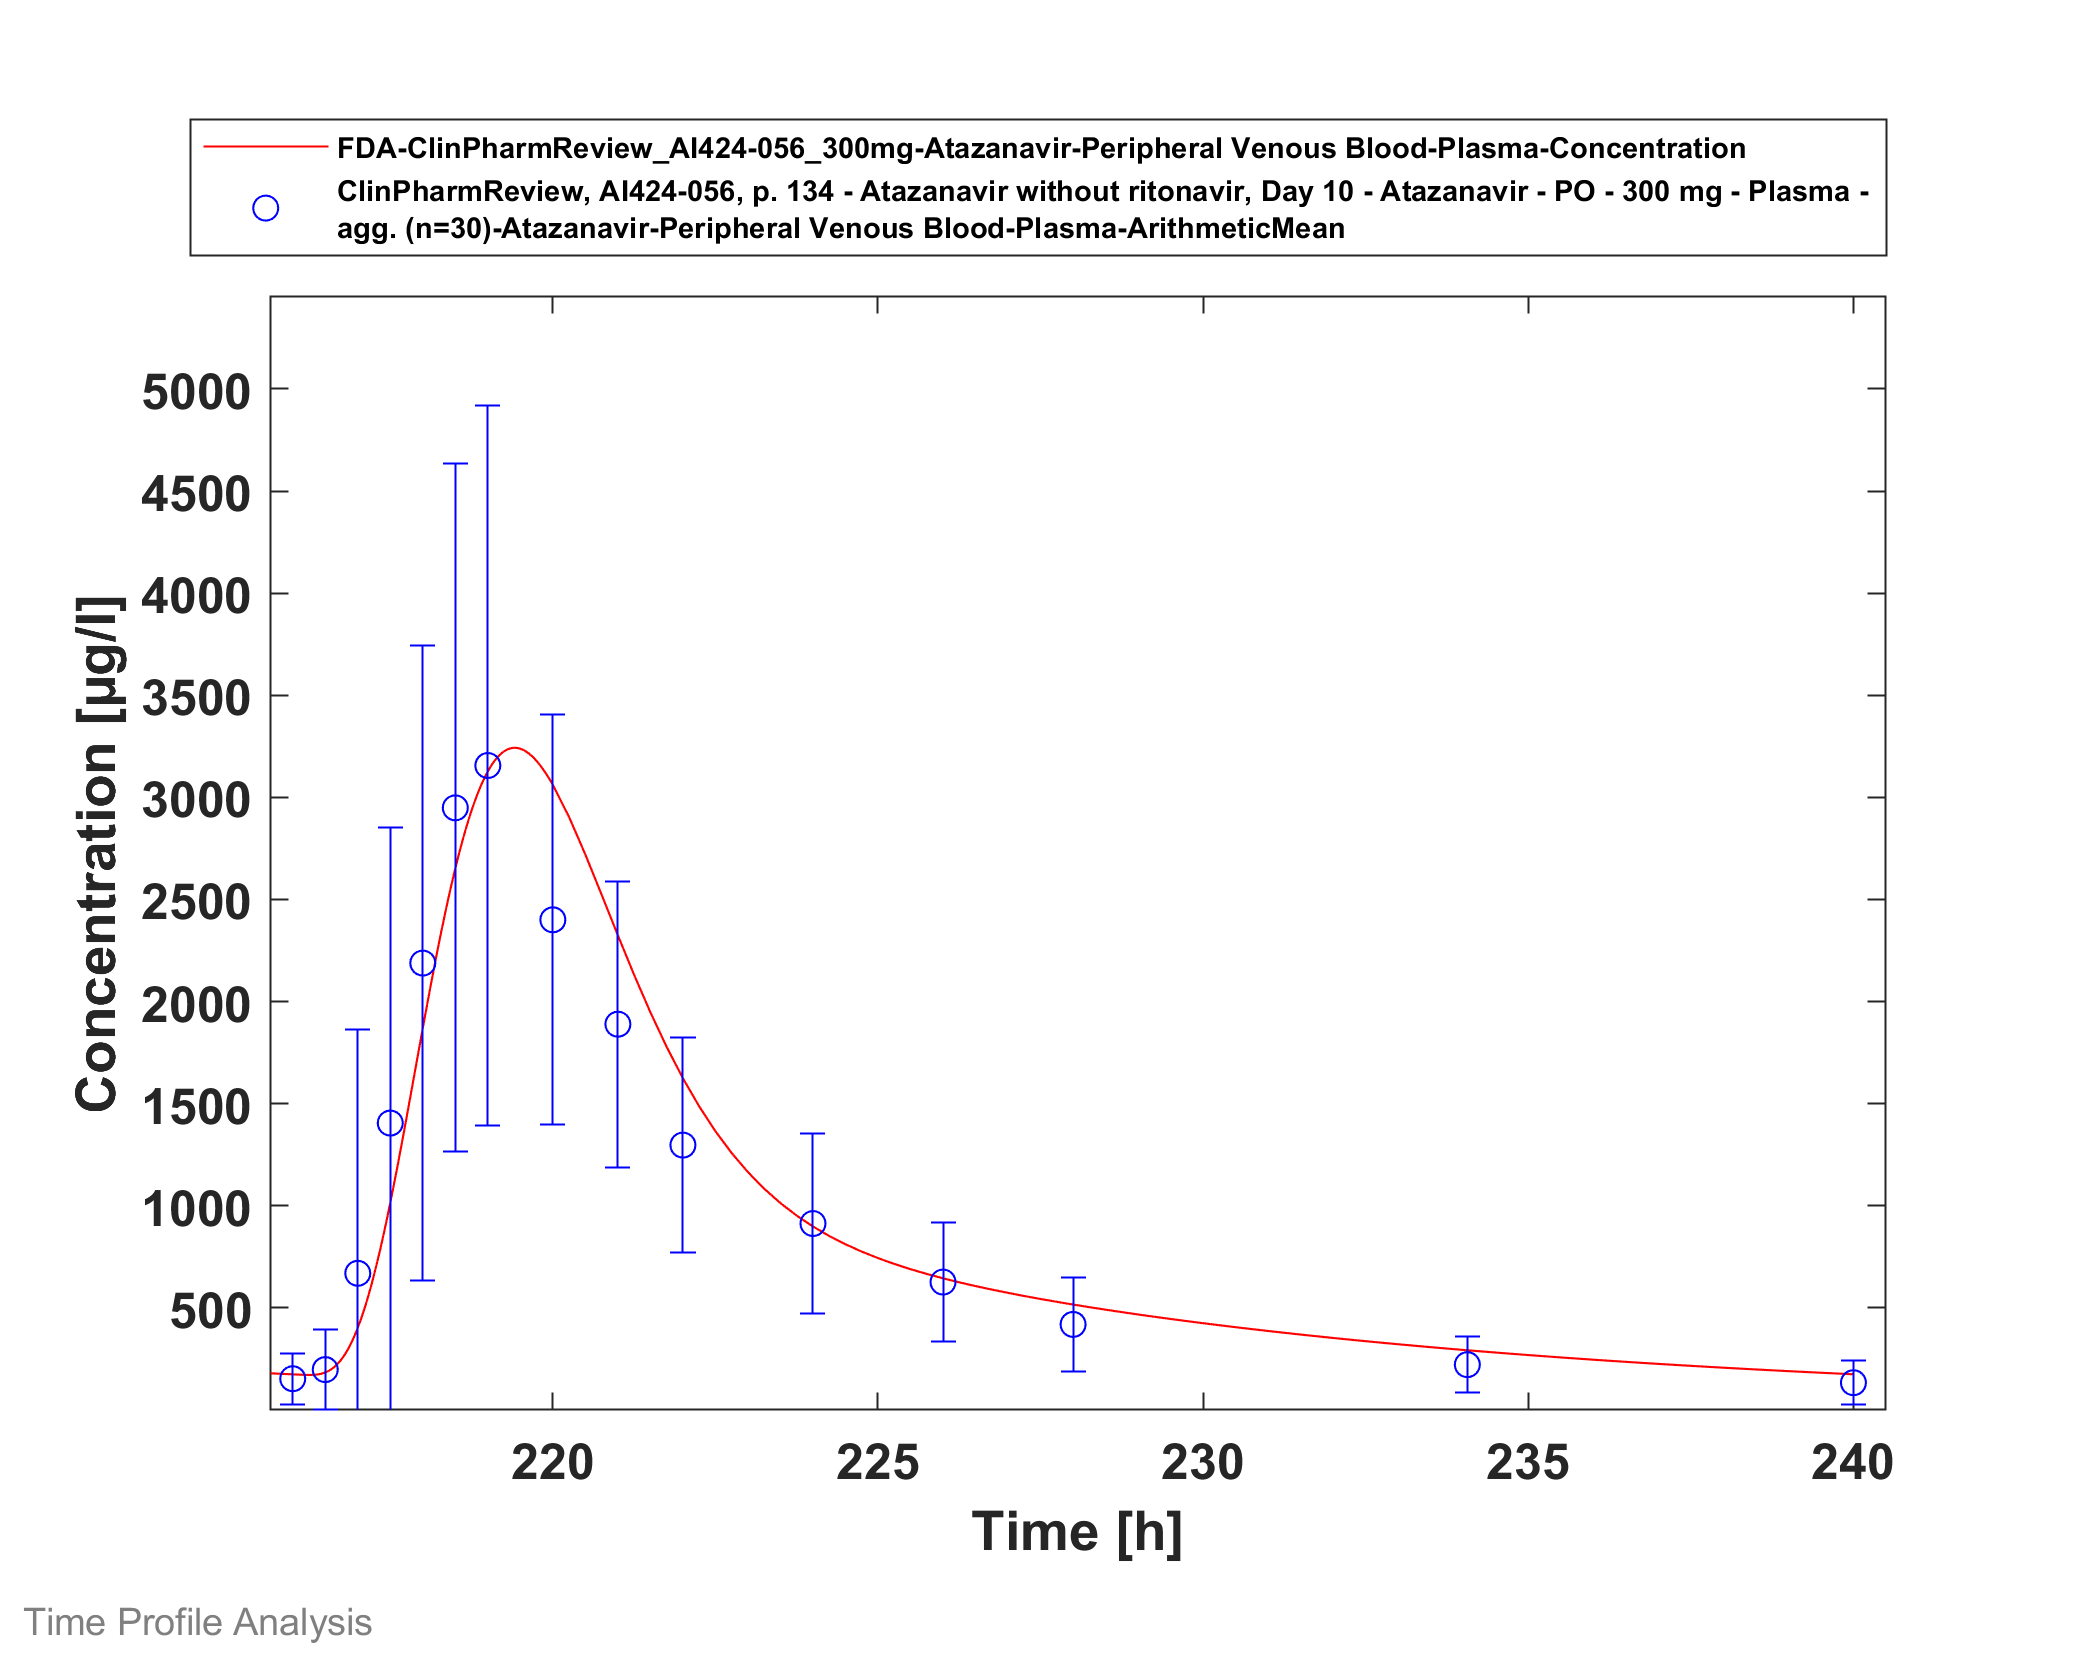 FDA-ClinPharmReview_AI424-056_300mg-Atazanavir-Peripheral Venous Blood-Plasma-Concentration
ClinPharmReview, AI424-056, p. 134 - Atazanavir without ritonavir, Day 10 - Atazanavir - PO - 300 mg - Plasma -
agg. (n=30)-Atazanavir-Peripheral Venous Blood-Plasma-ArithmeticMean
5000
4500
4000
3500
3000
2500
2000
1500
1000
500
Concentration [µg/l]
220 225 230 235 240
Time [h]
Time Profile Analysis